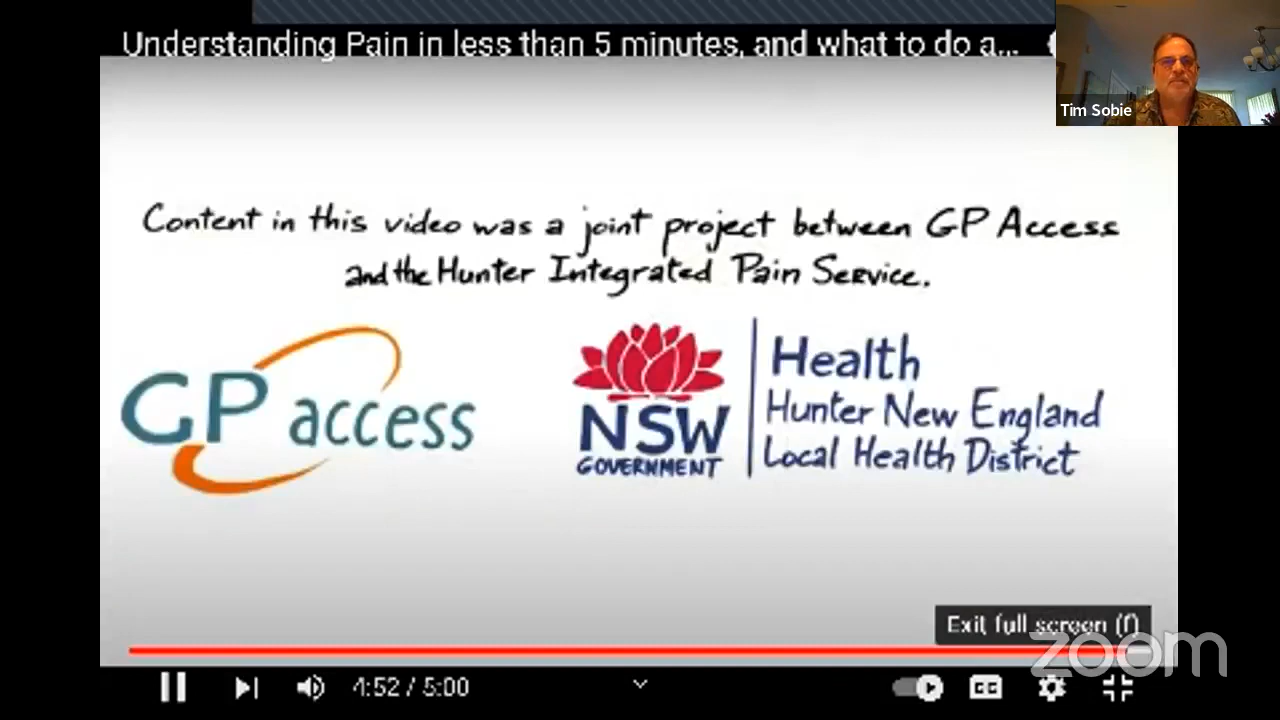 Understanding Pain in less than 5 minutes, and what to do a...
Tim Sobie
Content in this video was a joint project between GP Access
and the Hunter Integrated Pain Service.
GP access
NSW
GOVERNMENT
Health
Hunter New England
Local Health District
Exit full screen (f)
zoom
4:52 / 5:00
CC